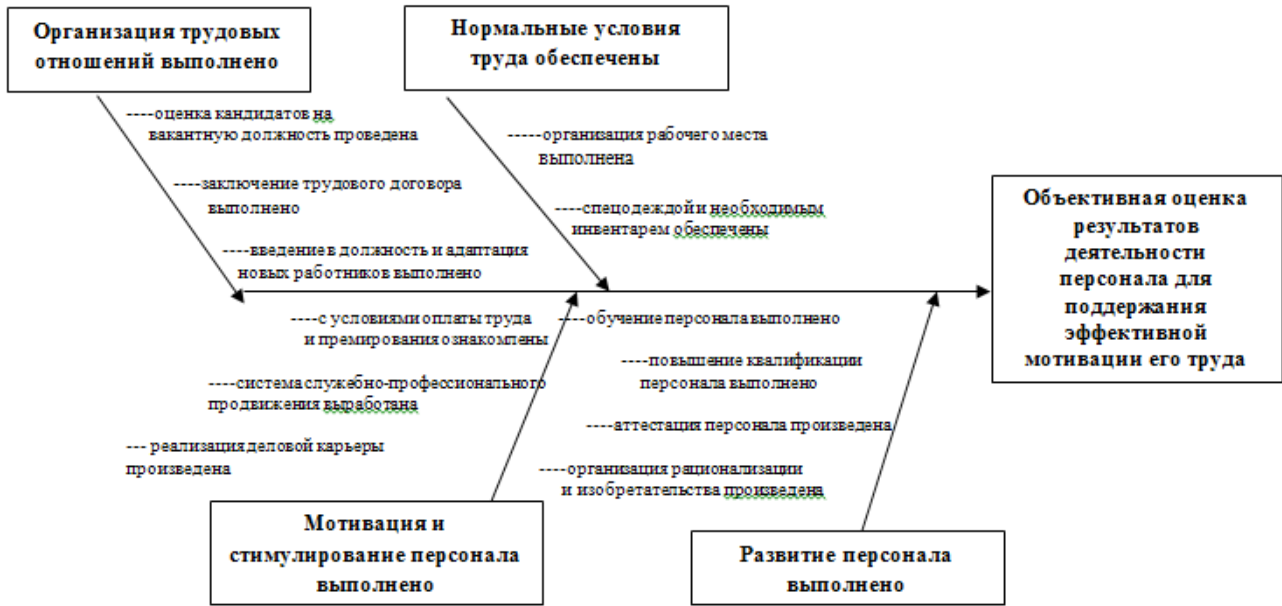 Организация трудовых
отношений выполнено
Нормальные условия
труда обеспечены
----оценка кандидатов на
вакантную должность проведена
----заключение трудового договора
выполнено
----введение в должность и адаптация
новых работников выполнено
-----организация рабочего места
выполнена
----спецодеждой и необходимым
инвентарем обеспечены
Объективная оценка
результатов
деятельности
персонала для
поддержания
эффективной
мотивации его труда
----с условиями оплаты труда
и премирования ознакомлены
----система служебно-профессионального
продвижения выработана
--- реализация деловой карьеры
произведена
----обучение персонала выполнено
----повышение квалификации
персонала выполнено
----аттестация персонала произведена
----организация рационализации
и изобретательства произведена
Мотивация и
стимулирование персонала
выполнено
Развитие персонала
выполнено